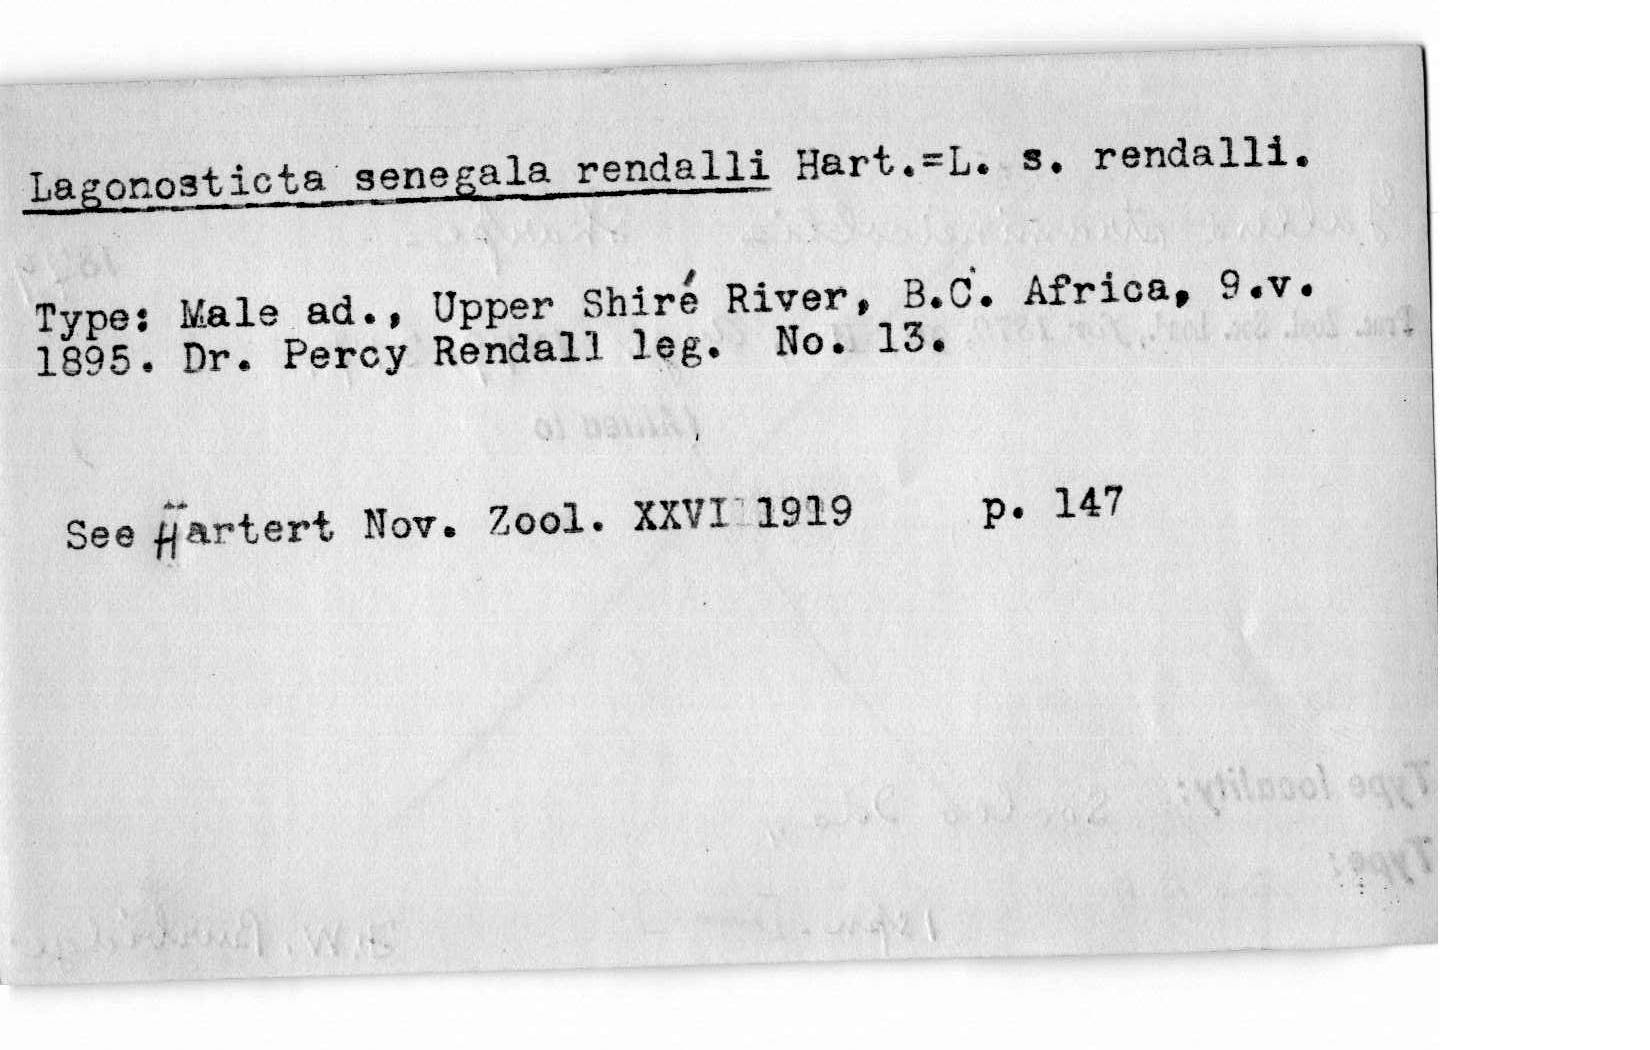 Lagonosticta senegala rendalli Hart.=L. s. rendalli.
Type: Male ad., Upper Shiré River, B.C. Africa, 9.v.
1895. Dr. Percy Rendall leg. No. 13.
See Hartert Nov. Zool. XXVI 1919 p. 147